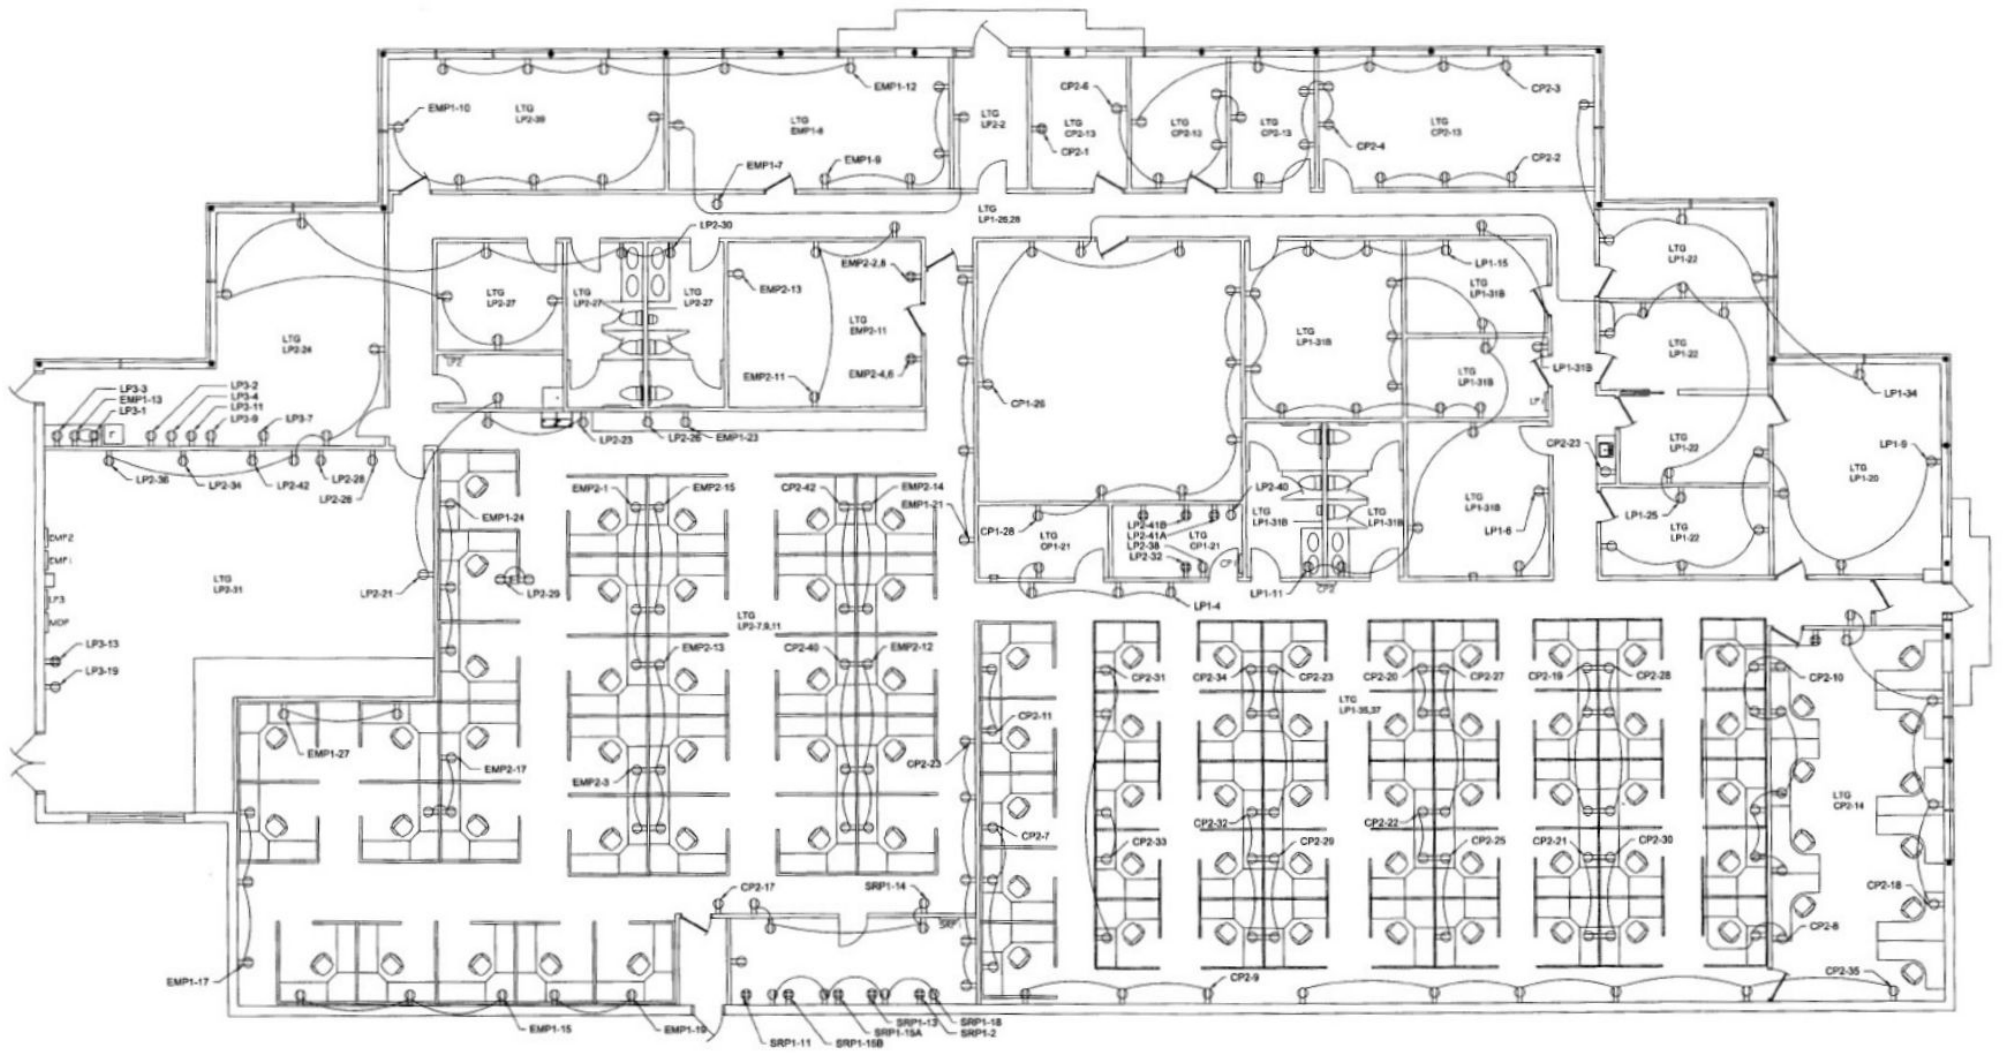 EMP1-10
LTG
LP2-39
EMP1-12
LTG
EMP1-8
EMP1-7
EMP1-9
LTG
LP2-2
CP2-6
LTG
CP2-13
CP2-1
LTG
CP2-13
LTG
CP2-13
CP2-4
CP2-3
LTG
CP2-13
CP2-2
LTG
LP1-26,28
LP2-30
LTG
LP2-24
LTG
LP2-27
LTG
LP2-27
LTG
LP2-27
LP2
EMP2-13
EMP2-2,8
LTG
EMP2-11
EMP2-11
EMP2-4,6
CP1-26
LP1-15
LTG
LP1-31B
LTG
LP1-31B
LTG
LP1-31B
LP1-31B
LTG
LP1-22
LTG
LP1-22
LTG
LP1-22
LP1-34
LP1-9
LTG
LP1-20
LP3-3
EMP1-13
LP3-1
LP3-2
LP3-4
LP3-11
LP3-9
LP3-7
LP2-23
LP2-26
EMP1-23
LP2-36
LP2-34
LP2-42
LP2-28
LP2-26
CP2-23
LP1-25
LTG
LP1-22
LTG
LP1-31B
LP1-6
LTG
LP1-31B
LTG
LP1-31B
LP2-40
LP2-41B
LP2-41A
LP2-38
LP2-32
LTG
CP1-21
LTG
CP1-21
CP1-28
EMP1-21
LP1-11
CP2
LP1-4
EMP2
EMP1
LP3
MDP
LTG
LP2-31
LP2-21
EMP1-24
LP2-29
EMP2-1
EMP2-15
CP2-42
EMP2-14
LTG
LP2-7,9,11
EMP2-13
CP2-40
EMP2-12
LP3-13
LP3-19
CP2-31
CP2-34
CP2-23
CP2-20
CP2-27
CP2-19
CP2-28
CP2-10
LTG
LP1-35,37
CP2-11
CP2-23
EMP1-27
EMP2-17
EMP2-3
CP2-7
CP2-33
CP2-32
CP2-29
CP2-22
CP2-25
CP2-21
CP2-30
LTG
CP2-14
CP2-18
CP2-8
CP2-17
SRP1-14
SRP1
EMP1-17
CP2-9
CP2-35
EMP1-15
EMP1-19
SRP1-11
SRP1-15B
SRP1-15A
SRP1-13
SRP1-18
SRP1-2